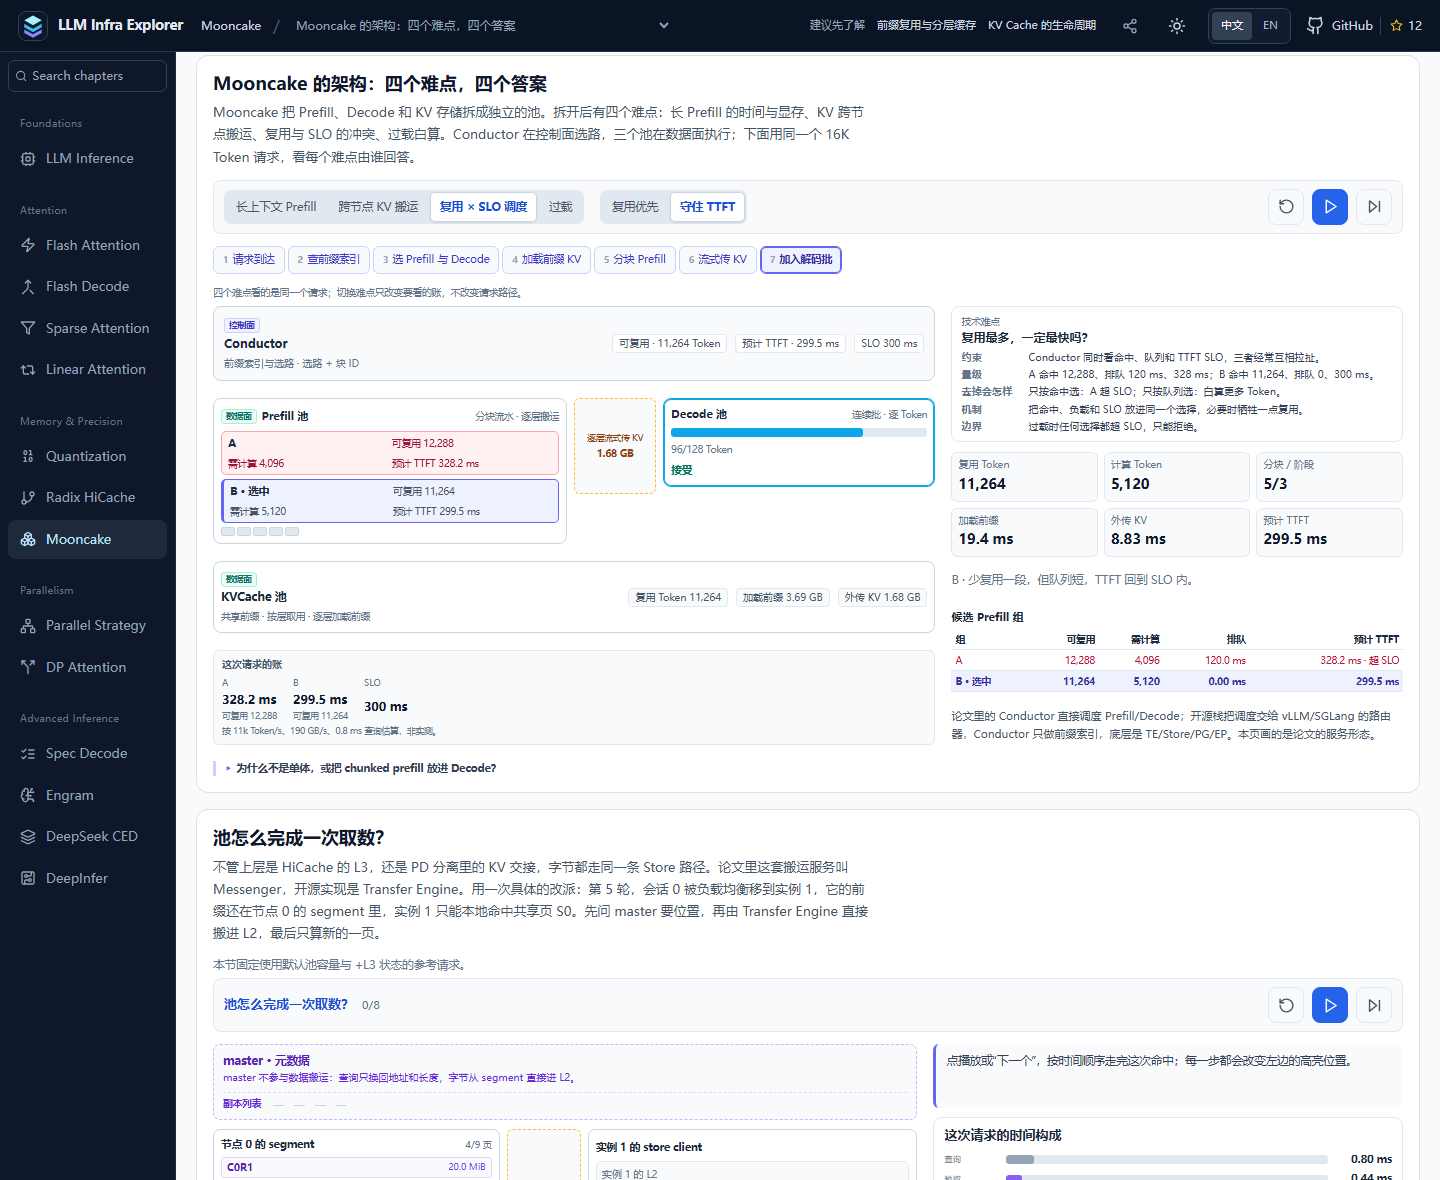 LLM Infra Explorer
Mooncake / Mooncake 的架构：四个难点，四个答案
建议先了解 前缀复用与分层缓存 KV Cache 的生命周期
中文 EN
GitHub 12
Search chapters
Foundations
LLM Inference
Attention
Flash Attention
Flash Decode
Sparse Attention
Linear Attention
Memory & Precision
Quantization
Radix HiCache
Mooncake
Parallelism
Parallel Strategy
DP Attention
Advanced Inference
Spec Decode
Engram
DeepSeek CED
DeepInfer
Mooncake 的架构：四个难点，四个答案
Mooncake 把 Prefill、Decode 和 KV 存储拆成独立的池。拆开后有四个难点：长 Prefill 的时间与显存、KV 跨节
点搬运、复用与 SLO 的冲突、过载白算。Conductor 在控制面选路，三个池在数据面执行；下面用同一个 16K
Token 请求，看每个难点由谁回答。
长上下文 Prefill 跨节点 KV 搬运 复用 × SLO 调度 过载
复用优先 守住 TTFT
1 请求到达 2 查前缀索引 3 选 Prefill 与 Decode 4 加载前缀 KV 5 分块 Prefill 6 流式传 KV 7 加入解码批
四个难点看的是同一个请求；切换难点只改变要看的账，不改变请求路径。
控制面
Conductor
前缀索引与选路 · 选路 + 块 ID
可复用 · 11,264 Token 预计 TTFT · 299.5 ms SLO 300 ms
数据面 Prefill 池 分块流水 · 逐层搬运
A 可复用 12,288
需计算 4,096 预计 TTFT 328.2 ms
B · 选中 可复用 11,264
需计算 5,120 预计 TTFT 299.5 ms
逐层流式传 KV
1.68 GB
Decode 池 连续批 · 逐 Token
96/128 Token
接受
数据面
KVCache 池
共享前缀 · 按层取用 · 逐层加载前缀
复用 Token 11,264 加载前缀 3.69 GB 外传 KV 1.68 GB
这次请求的账
A B SLO
328.2 ms 299.5 ms 300 ms
可复用 12,288 可复用 11,264
按 11k Token/s、190 GB/s、0.8 ms 查询估算，非实测。
▸ 为什么不是单体，或把 chunked prefill 放进 Decode?
技术难点
复用最多，一定最快吗?
约束 Conductor 同时看命中、队列和 TTFT SLO，三者经常互相拉扯。
量级 A 命中 12,288、排队 120 ms、328 ms；B 命中 11,264、排队 0、300 ms。
去掉会怎样 只按命中选：A 超 SLO；只按队列选：白算更多 Token。
机制 把命中、负载和 SLO 放进同一个选择，必要时牺牲一点复用。
边界 过载时任何选择都超 SLO，只能拒绝。
复用 Token 计算 Token 分块 / 阶段
11,264 5,120 5/3
加载前缀 外传 KV 预计 TTFT
19.4 ms 8.83 ms 299.5 ms
B · 少复用一段，但队列短，TTFT 回到 SLO 内。
候选 Prefill 组
组 可复用 需计算 排队 预计 TTFT
A 12,288 4,096 120.0 ms 328.2 ms · 超 SLO
B · 选中 11,264 5,120 0.00 ms 299.5 ms
论文里的 Conductor 直接调度 Prefill/Decode；开源栈把调度交给 vLLM/SGLang 的路由
器，Conductor 只做前缀索引，底层是 TE/Store/PG/EP。本页画的是论文的服务形态。
池怎么完成一次取数?
不管上层是 HiCache 的 L3，还是 PD 分离里的 KV 交接，字节都走同一条 Store 路径。论文里这套搬运服务叫
Messenger，开源实现是 Transfer Engine。用一次具体的改派：第 5 轮，会话 0 被负载均衡移到实例 1，它的前
缀还在节点 0 的 segment 里，实例 1 只能本地命中共享页 S0。先问 master 要位置，再由 Transfer Engine 直接
搬进 L2，最后只算新的一页。
本节固定使用默认池容量与 +L3 状态的参考请求。
池怎么完成一次取数? 0/8
master · 元数据
master 不参与数据搬运：查询只换回地址和长度，字节从 segment 直接进 L2。
副本列表 — — — —
节点 0 的 segment 4/9 页
C0R1 20.0 MiB
实例 1 的 store client
实例 1 的 L2
点播放或“下一个”，按时间顺序走完这次命中；每一步都会改变左边的高亮位置。
这次请求的时间构成
查询 0.80 ms
0.44 ms